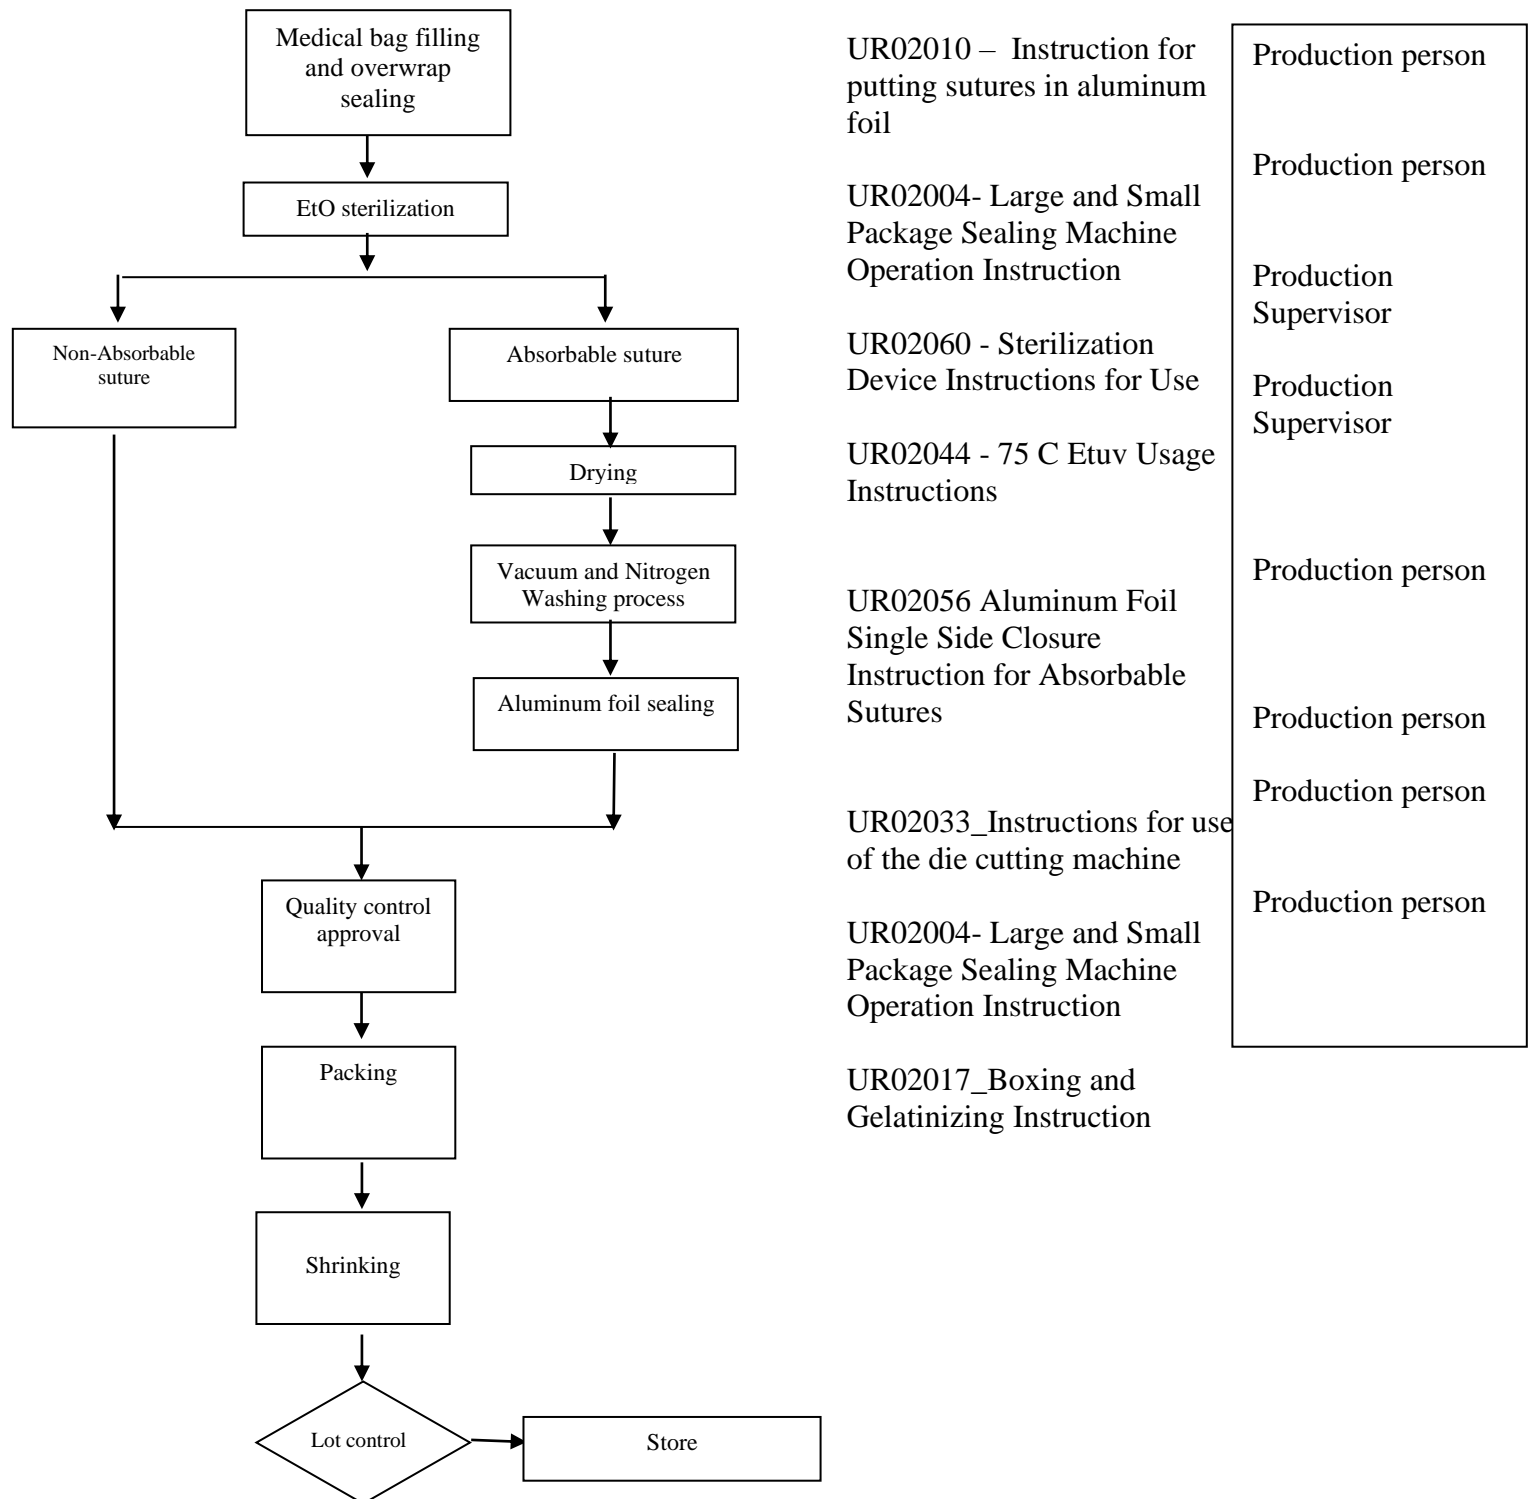 Medical bag filling
and overwrap
sealing
EtO sterilization
Non-Absorbable
suture
Absorbable suture
Drying
Vacuum and Nitrogen
Washing process
Aluminum foil sealing
Quality control
approval
Packing
Shrinking
Lot control
Store
UR02010 –  Instruction for
putting sutures in aluminum
foil
UR02004- Large and Small
Package Sealing Machine
Operation Instruction
UR02060 - Sterilization
Device Instructions for Use
UR02044 - 75 C Etuv Usage
Instructions
UR02056 Aluminum Foil
Single Side Closure
Instruction for Absorbable
Sutures
UR02033_Instructions for use
of the die cutting machine
UR02004- Large and Small
Package Sealing Machine
Operation Instruction
UR02017_Boxing and
Gelatinizing Instruction
Production person
Production person
Production
Supervisor
Production
Supervisor
Production person
Production person
Production person
Production person